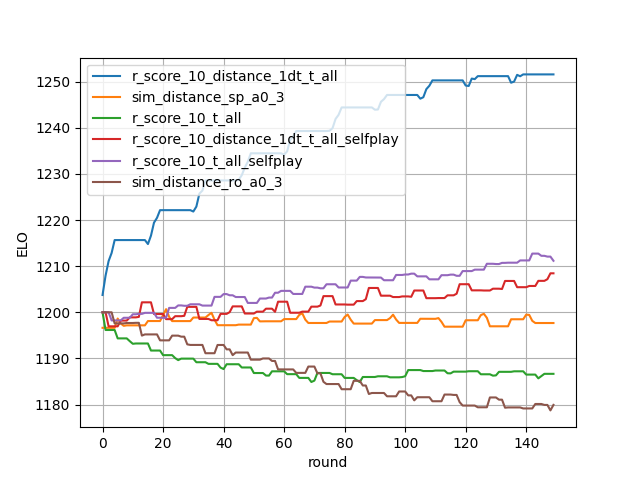 r_score_10_distance_1dt_t_all
sim_distance_sp_a0_3
r_score_10_t_all
r_score_10_distance_1dt_t_all_selfplay
r_score_10_t_all_selfplay
sim_distance_ro_a0_3
1250
1240
1230
1220
1210
1200
1190
1180
ELO
0 20 40 60 80 100 120 140
round